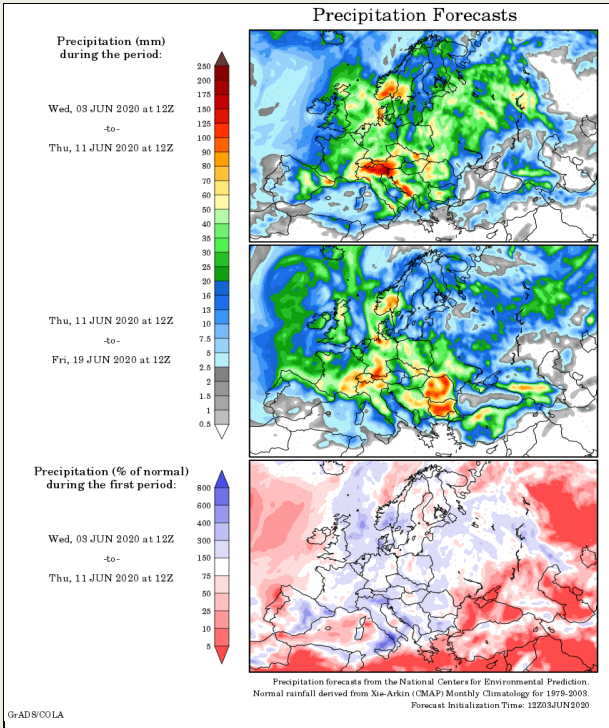 Precipitation Forecasts
Precipitation (mm)
during the period:
Wed, 03 JUN 2020 at 12Z
-to-
Thu, 11 JUN 2020 at 12Z
250
200
175
150
125
100
90
80
70
60
50
40
35
30
25
20
16
13
10
7.5
5
2.5
2
1.5
1
0.5
Thu, 11 JUN 2020 at 12Z
-to-
Fri, 19 JUN 2020 at 12Z
Precipitation (% of normal)
during the first period:
Wed, 03 JUN 2020 at 12Z
-to-
Thu, 11 JUN 2020 at 12Z
800
600
400
300
150
75
50
25
10
5
Precipitation forecasts from the National Centers for Environmental Prediction.
Normal rainfall derived from Xie-Arkin (CMAP) Monthly Climatology for 1979-2003.
Forecast Initialization Time: 12Z03JUN2020
GrADS/COLA